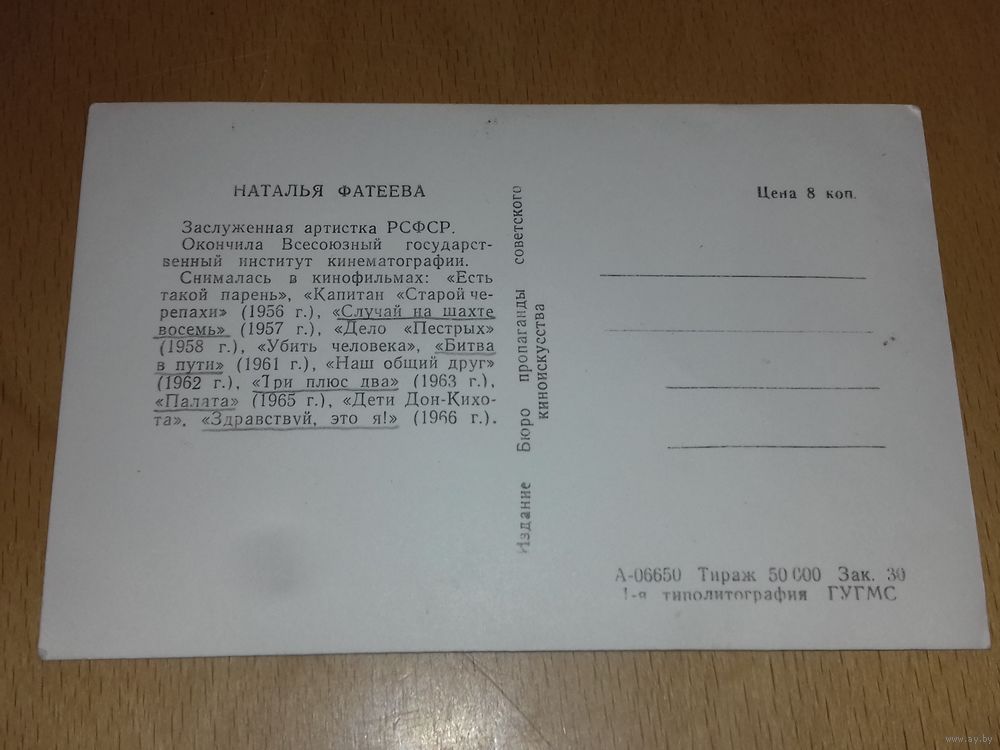 НАТАЛЬЯ ФАТЕЕВА
Заслуженная артистка РСФСР.
Окончила Всесоюзный государст-
венный институт кинематографии.
Снималась в кинофильмах: «Есть
такой парень», «Капитан «Старой че-
репахи» (1956 г.), «Случай на шахте
восемь» (1957 г.), «Дело «Пестрых»
(1958 г.), «Убить человека», «Битва
в пути» (1961 г.), «Наш общий друг»
(1962 г.), «Три плюс два» (1963 г.),
«Палата» (1965 г.), «Дети Дон-Кихо-
та», «Здравствуй, это я!» (1966 г.).
Издание Бюро пропаганды советского
киноискусства
Цена 8 коп.
А-06650 Тираж 50 000 Зак. 30
1-я типолитография ГУГМС
www.ay.by